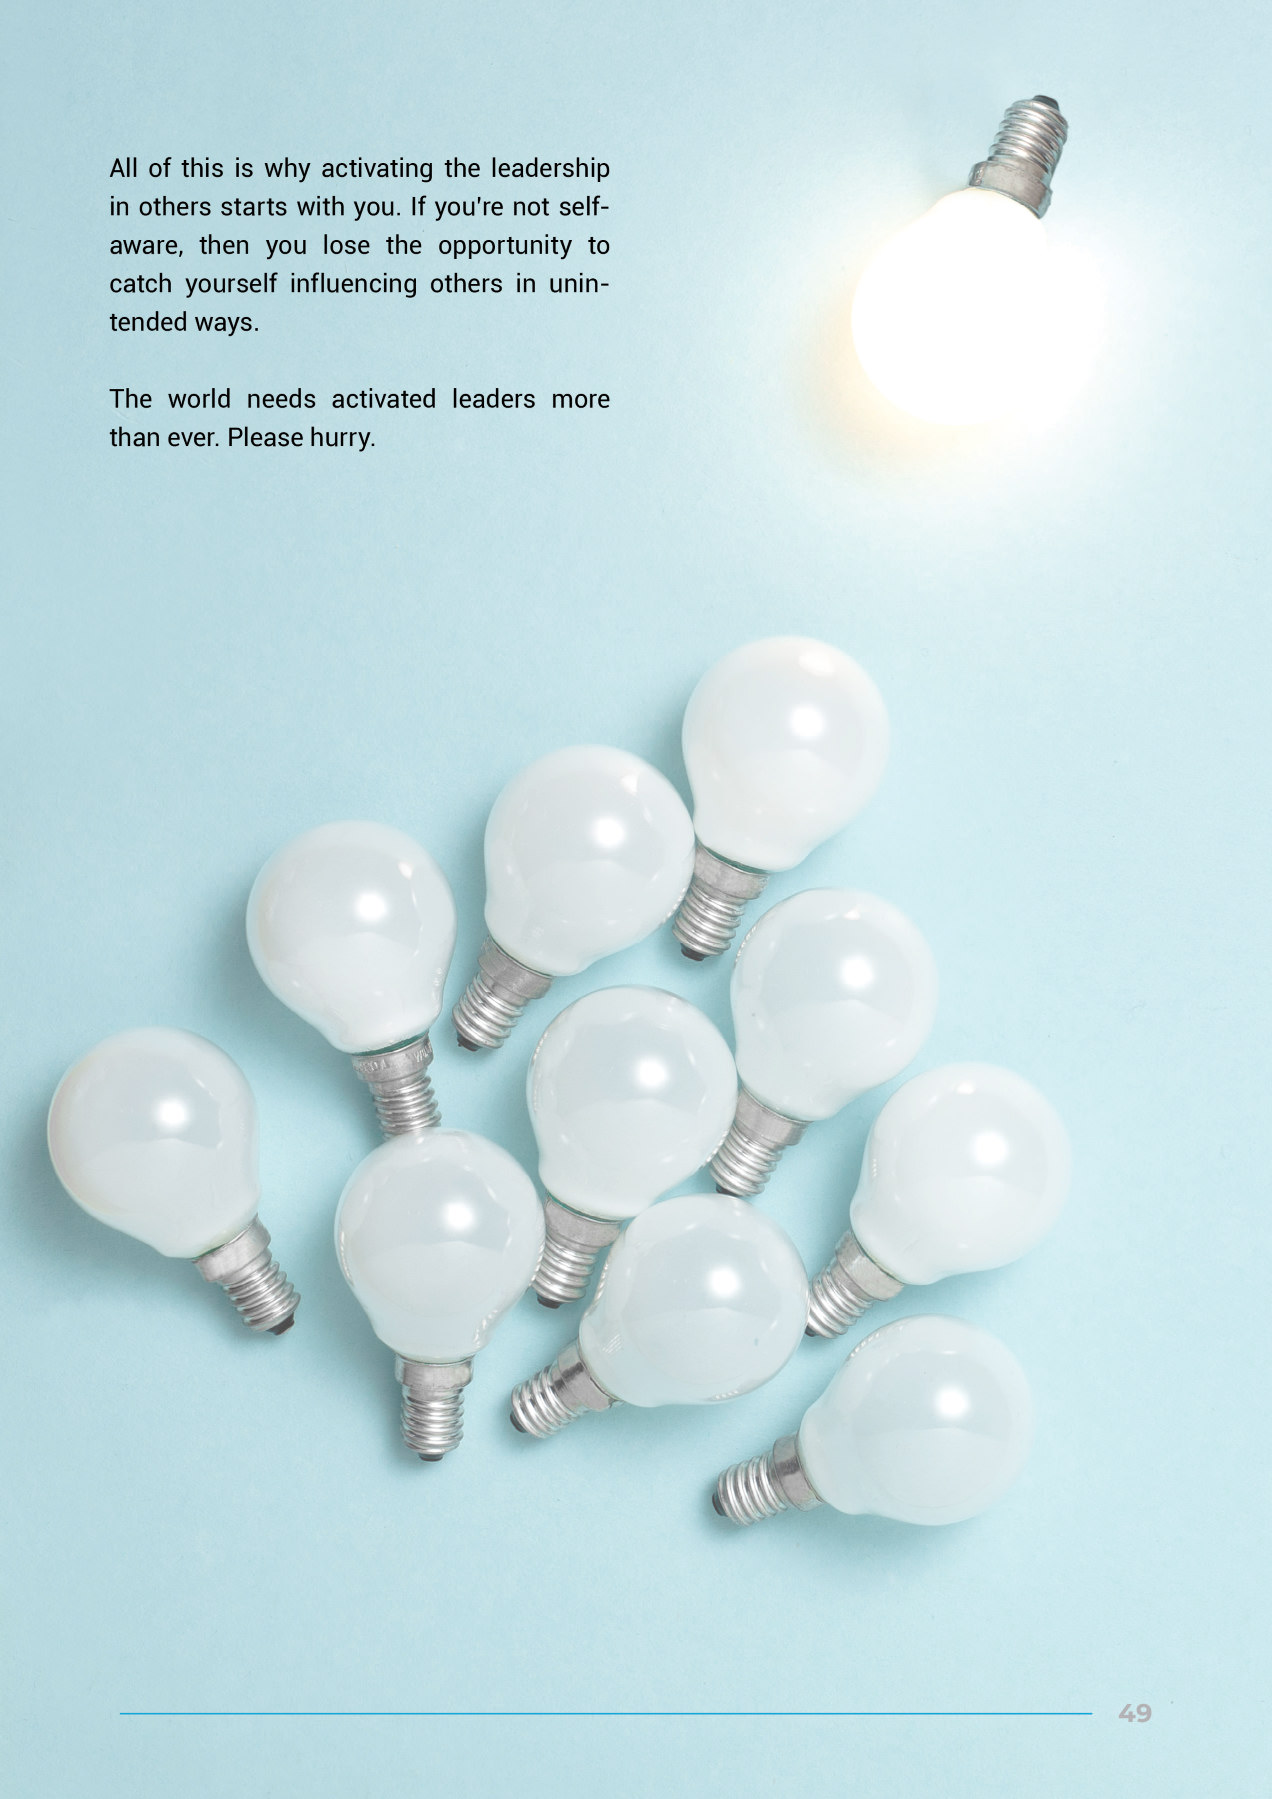 All of this is why activating the leadership
in others starts with you. If you're not self-
aware, then you lose the opportunity to
catch yourself influencing others in unin-
tended ways.
The world needs activated leaders more
than ever. Please hurry.
49